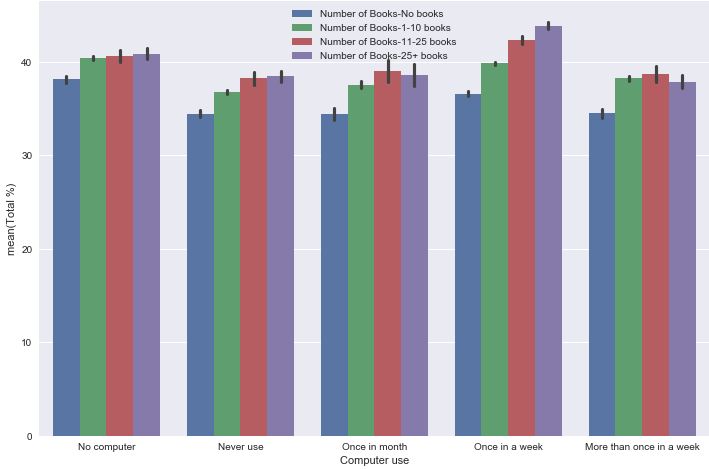 Number of Books-No books
Number of Books-1-10 books
Number of Books-11-25 books
Number of Books-25+ books
mean(Total %)
40
30
20
10
0
No computer
Never use
Once in month
Once in a week
More than once in a week
Computer use